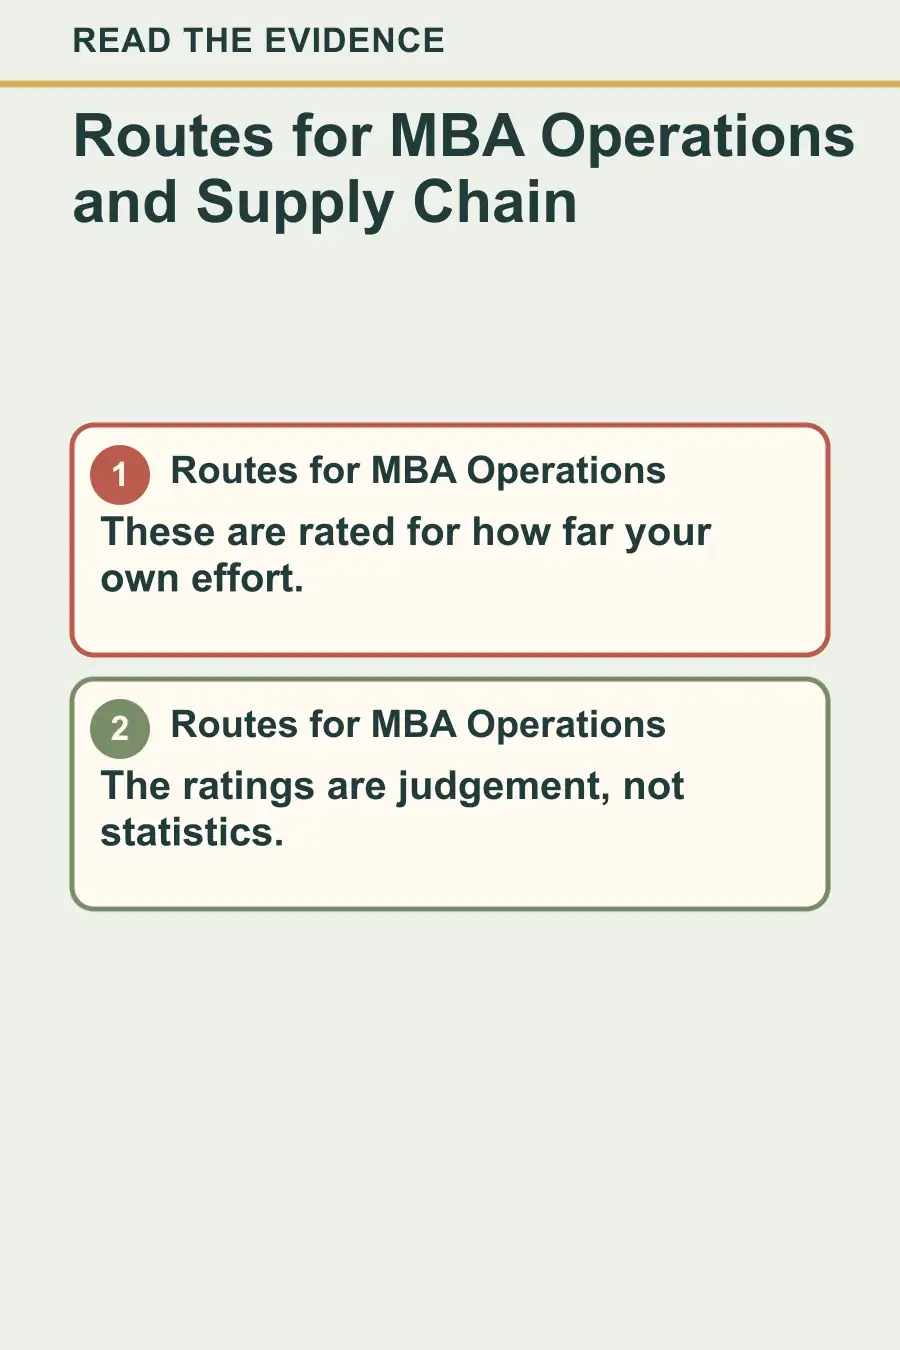 READ THE EVIDENCE
Routes for MBA Operations
and Supply Chain
1 Routes for MBA Operations
These are rated for how far your
own effort.
2 Routes for MBA Operations
The ratings are judgement, not
statistics.